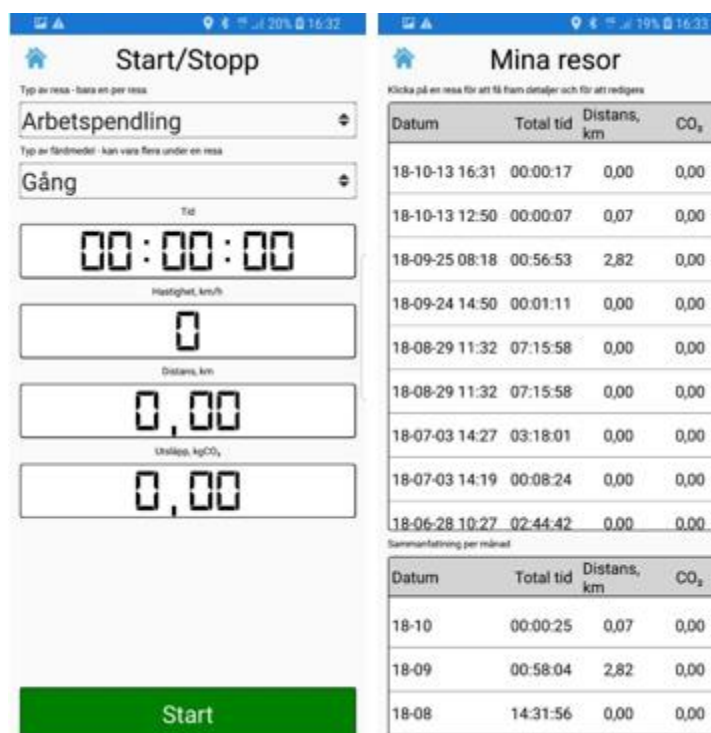 20% 16:32
Start/Stopp
Typ av resa - bara en per resa
Arbetspendling
Typ av färdmedel - kan vara flera under en resa
Gång
Tid
00:00:00
Hastighet, km/h
0
Distans, km
0,00
Utsläpp, kgCO₂
0,00
Start
19% 16:33
Mina resor
Klicka på en resa för att få fram detaljer och för att redigera
Datum Total tid Distans, km CO₂
18-10-13 16:31 00:00:17 0,00 0,00
18-10-13 12:50 00:00:07 0,07 0,00
18-09-25 08:18 00:56:53 2,82 0,00
18-09-24 14:50 00:01:11 0,00 0,00
18-08-29 11:32 07:15:58 0,00 0,00
18-08-29 11:32 07:15:58 0,00 0,00
18-07-03 14:27 03:18:01 0,00 0,00
18-07-03 14:19 00:08:24 0,00 0,00
18-06-28 10:27 02:44:42 0,00 0,00
Sammanfattning per månad
Datum Total tid Distans, km CO₂
18-10 00:00:25 0,07 0,00
18-09 00:58:04 2,82 0,00
18-08 14:31:56 0,00 0,00